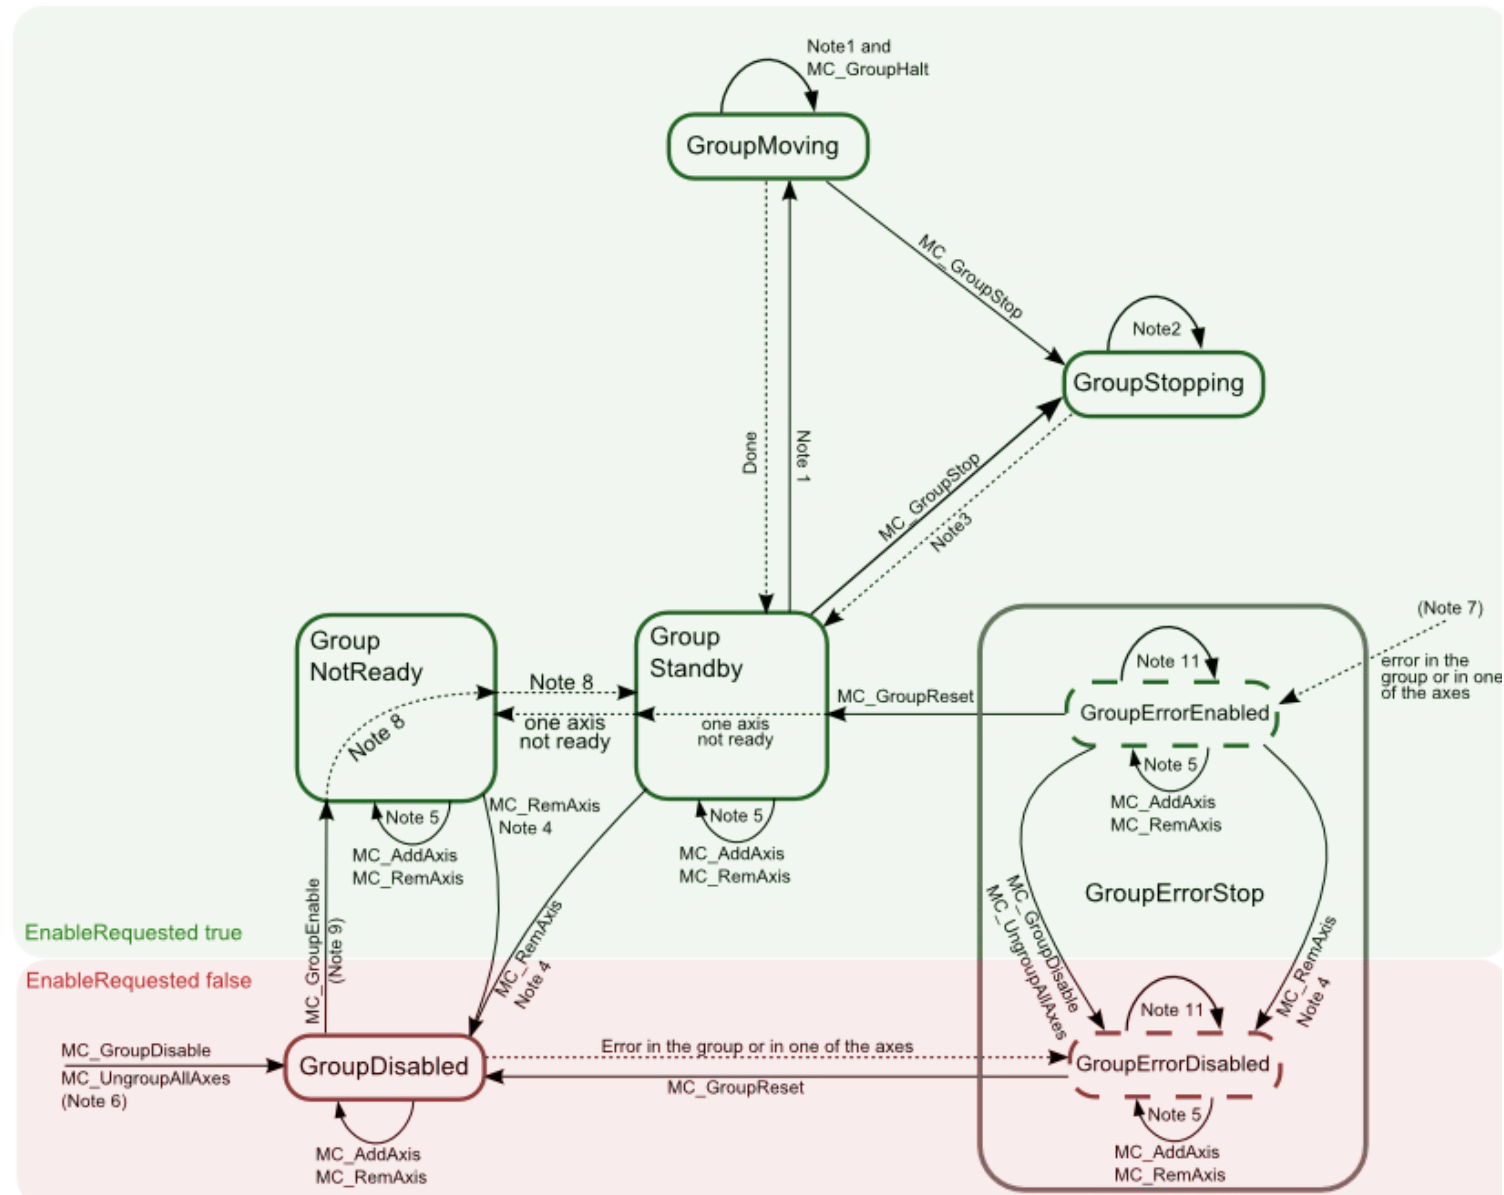 Note1 and
MC_GroupHalt
GroupMoving
MC_GroupStop
Note2
GroupStopping
Done
Note 1
MC_GroupStop
Note3
Group
NotReady
Note 8
Note 8
one axis
not ready
Group
Standby
one axis
not ready
MC_GroupReset
(Note 7)
error in the
group or in one
of the axes
Note 11
GroupErrorEnabled
Note 5
MC_AddAxis
MC_RemAxis
Note 5
MC_AddAxis
MC_RemAxis
MC_RemAxis
Note 4
Note 5
MC_AddAxis
MC_RemAxis
GroupErrorStop
MC_GroupEnable
(Note 9)
MC_RemAxis
Note 4
MC_GroupDisable
MC_UngroupAllAxes
MC_RemAxis
Note 4
EnableRequested true
EnableRequested false
MC_GroupDisable
MC_UngroupAllAxes
(Note 6)
GroupDisabled
Error in the group or in one of the axes
MC_GroupReset
Note 11
GroupErrorDisabled
Note 5
MC_AddAxis
MC_RemAxis
MC_AddAxis
MC_RemAxis